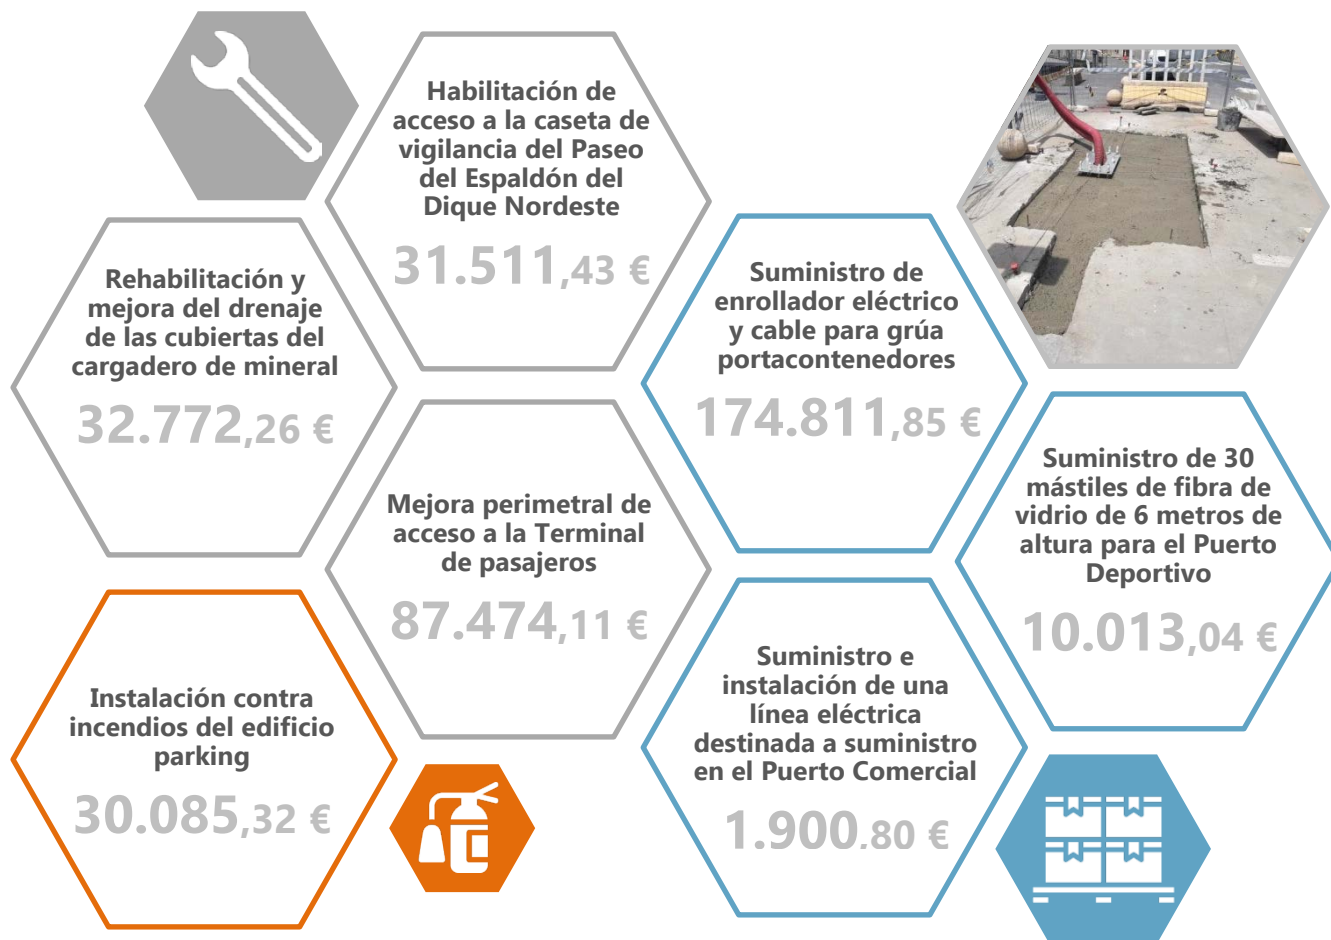 Habilitación de
acceso a la caseta de
vigilancia del Paseo
del Espaldón del
Dique Nordeste
31.511,43 €
Rehabilitación y
mejora del drenaje
de las cubiertas del
cargadero de mineral
32.772,26 €
Suministro de
enrollador eléctrico
y cable para grúa
portacontenedores
174.811,85 €
Suministro de 30
mástiles de fibra de
vidrio de 6 metros de
altura para el Puerto
Deportivo
10.013,04 €
Mejora perimetral de
acceso a la Terminal
de pasajeros
87.474,11 €
Instalación contra
incendios del edificio
parking
30.085,32 €
Suministro e
instalación de una
línea eléctrica
destinada a suministro
en el Puerto Comercial
1.900,80 €